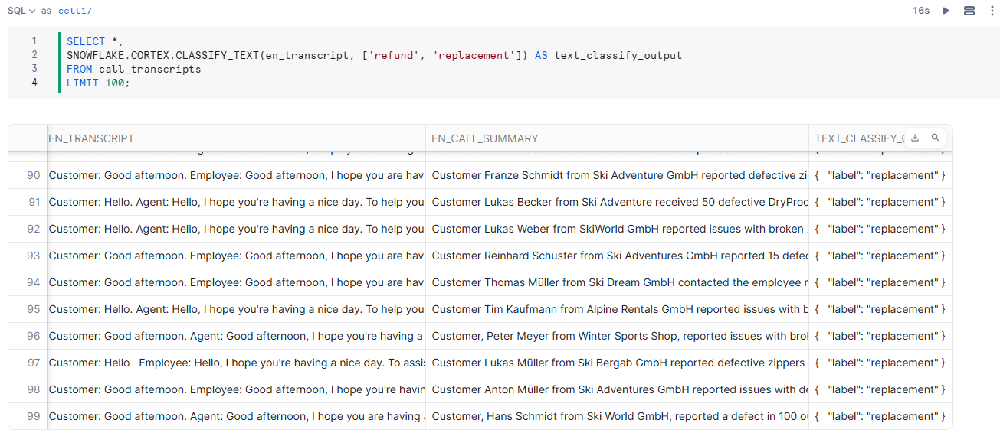 SQL as cell17 16s
1 SELECT *,
2 SNOWFLAKE.CORTEX.CLASSIFY_TEXT(en_transcript, ['refund', 'replacement']) AS text_classify_output
3 FROM call_transcripts
4 LIMIT 100;
EN_TRANSCRIPT EN_CALL_SUMMARY TEXT_CLASSIFY_
90 Customer: Good afternoon. Employee: Good afternoon, I hope you are havi Customer Franze Schmidt from Ski Adventure GmbH reported defective zi { "label": "replacement" }
91 Customer: Hello. Agent: Hello, I hope you're having a nice day. To help you Customer Lukas Becker from Ski Adventure received 50 defective DryProo { "label": "replacement" }
92 Customer: Hello. Agent: Hello, I hope you're having a nice day. To help you Customer Lukas Weber from SkiWorld GmbH reported issues with broken { "label": "replacement" }
93 Customer: Good afternoon. Employee: Good afternoon, I hope you are havi Customer Reinhard Schuster from Ski Adventures GmbH reported 15 defec { "label": "replacement" }
94 Customer: Good afternoon. Employee: Good afternoon, I hope you are havi Customer Thomas Müller from Ski Dream GmbH contacted the employee r { "label": "replacement" }
95 Customer: Hello. Agent: Hello, I hope you're having a nice day. To help you Customer Tim Kaufmann from Alpine Rentals GmbH reported issues with b { "label": "replacement" }
96 Customer: Good afternoon. Agent: Good afternoon, I hope you're having a Customer, Peter Meyer from Winter Sports Shop, reported issues with bro { "label": "replacement" }
97 Customer: Hello Employee: Hello, I hope you're having a nice day. To assis Customer Lukas Müller from Ski Bergab GmbH reported defective zippers { "label": "replacement" }
98 Customer: Good afternoon. Employee: Good afternoon, I hope you're havin Customer Anton Müller from Ski Adventures GmbH reported issues with de { "label": "replacement" }
99 Customer: Good afternoon. Agent: Good afternoon, I hope you are having Customer, Hans Schmidt from Ski World GmbH, reported a defect in 100 ou { "label": "replacement" }